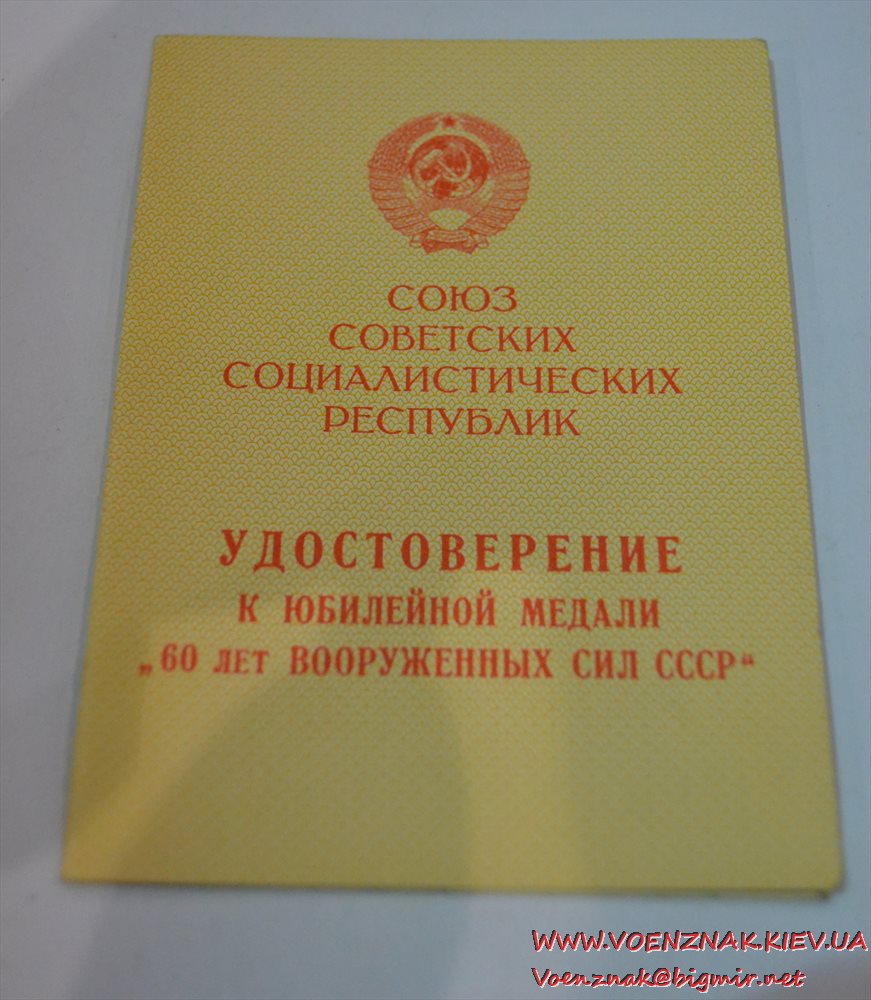 СОЮЗ
СОВЕТСКИХ
СОЦИАЛИСТИЧЕСКИХ
РЕСПУБЛИК
УДОСТОВЕРЕНИЕ
К ЮБИЛЕЙНОЙ МЕДАЛИ
„60 ЛЕТ ВООРУЖЕННЫХ СИЛ СССР“
WWW.VOENZNAK.KIEV.UA
Voenznak@bigmir.net